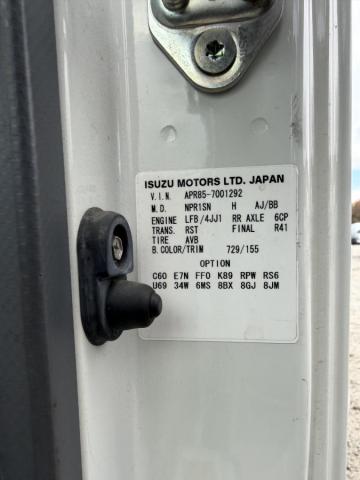 ISUZU MOTORS LTD. JAPAN
V.I.N. APR85-7001292
M.D. NPR1SN H AJ/BB
ENGINE LFB/4JJ1 RR AXLE 6CP
TRANS. RST FINAL R41
TIRE AVB
B.COLOR/TRIM 729/155
OPTION
C60 E7N FF0 K89 RPW RS6
U69 34W 6MS 8BX 8GJ 8JM